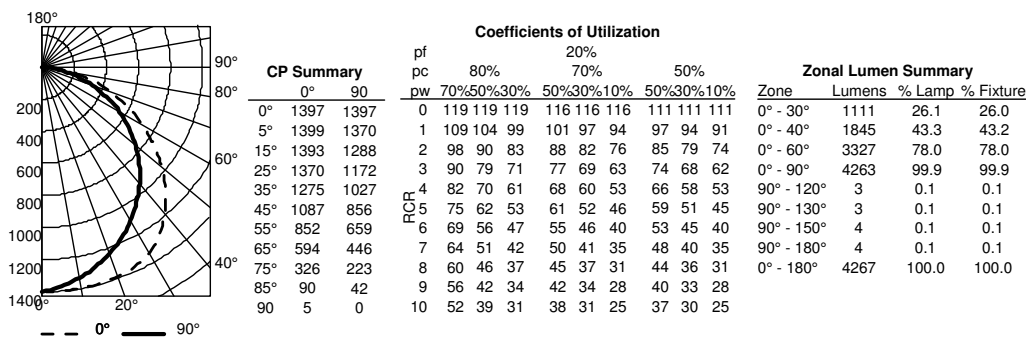 180°
90°
80°
60°
40°
20°
0°
200
400
600
800
1000
1200
1400
0° 90°
CP Summary
0° 90
0° 1397 1397
5° 1399 1370
15° 1393 1288
25° 1370 1172
35° 1275 1027
45° 1087 856
55° 852 659
65° 594 446
75° 326 223
85° 90 42
90 5 0
Coefficients of Utilization
pf 20%
pc 80% 70% 50%
pw 70%50%30% 50%30%10% 50%30%10%
RCR
0 119 119 119 116 116 116 111 111 111
1 109 104 99 101 97 94 97 94 91
2 98 90 83 88 82 76 85 79 74
3 90 79 71 77 69 63 74 68 62
4 82 70 61 68 60 53 66 58 53
5 75 62 53 61 52 46 59 51 45
6 69 56 47 55 46 40 53 45 40
7 64 51 42 50 41 35 48 40 35
8 60 46 37 45 37 31 44 36 31
9 56 42 34 42 34 28 40 33 28
10 52 39 31 38 31 25 37 30 25
Zonal Lumen Summary
Zone Lumens % Lamp % Fixture
0° - 30° 1111 26.1 26.0
0° - 40° 1845 43.3 43.2
0° - 60° 3327 78.0 78.0
0° - 90° 4263 99.9 99.9
90° - 120° 3 0.1 0.1
90° - 130° 3 0.1 0.1
90° - 150° 4 0.1 0.1
90° - 180° 4 0.1 0.1
0° - 180° 4267 100.0 100.0